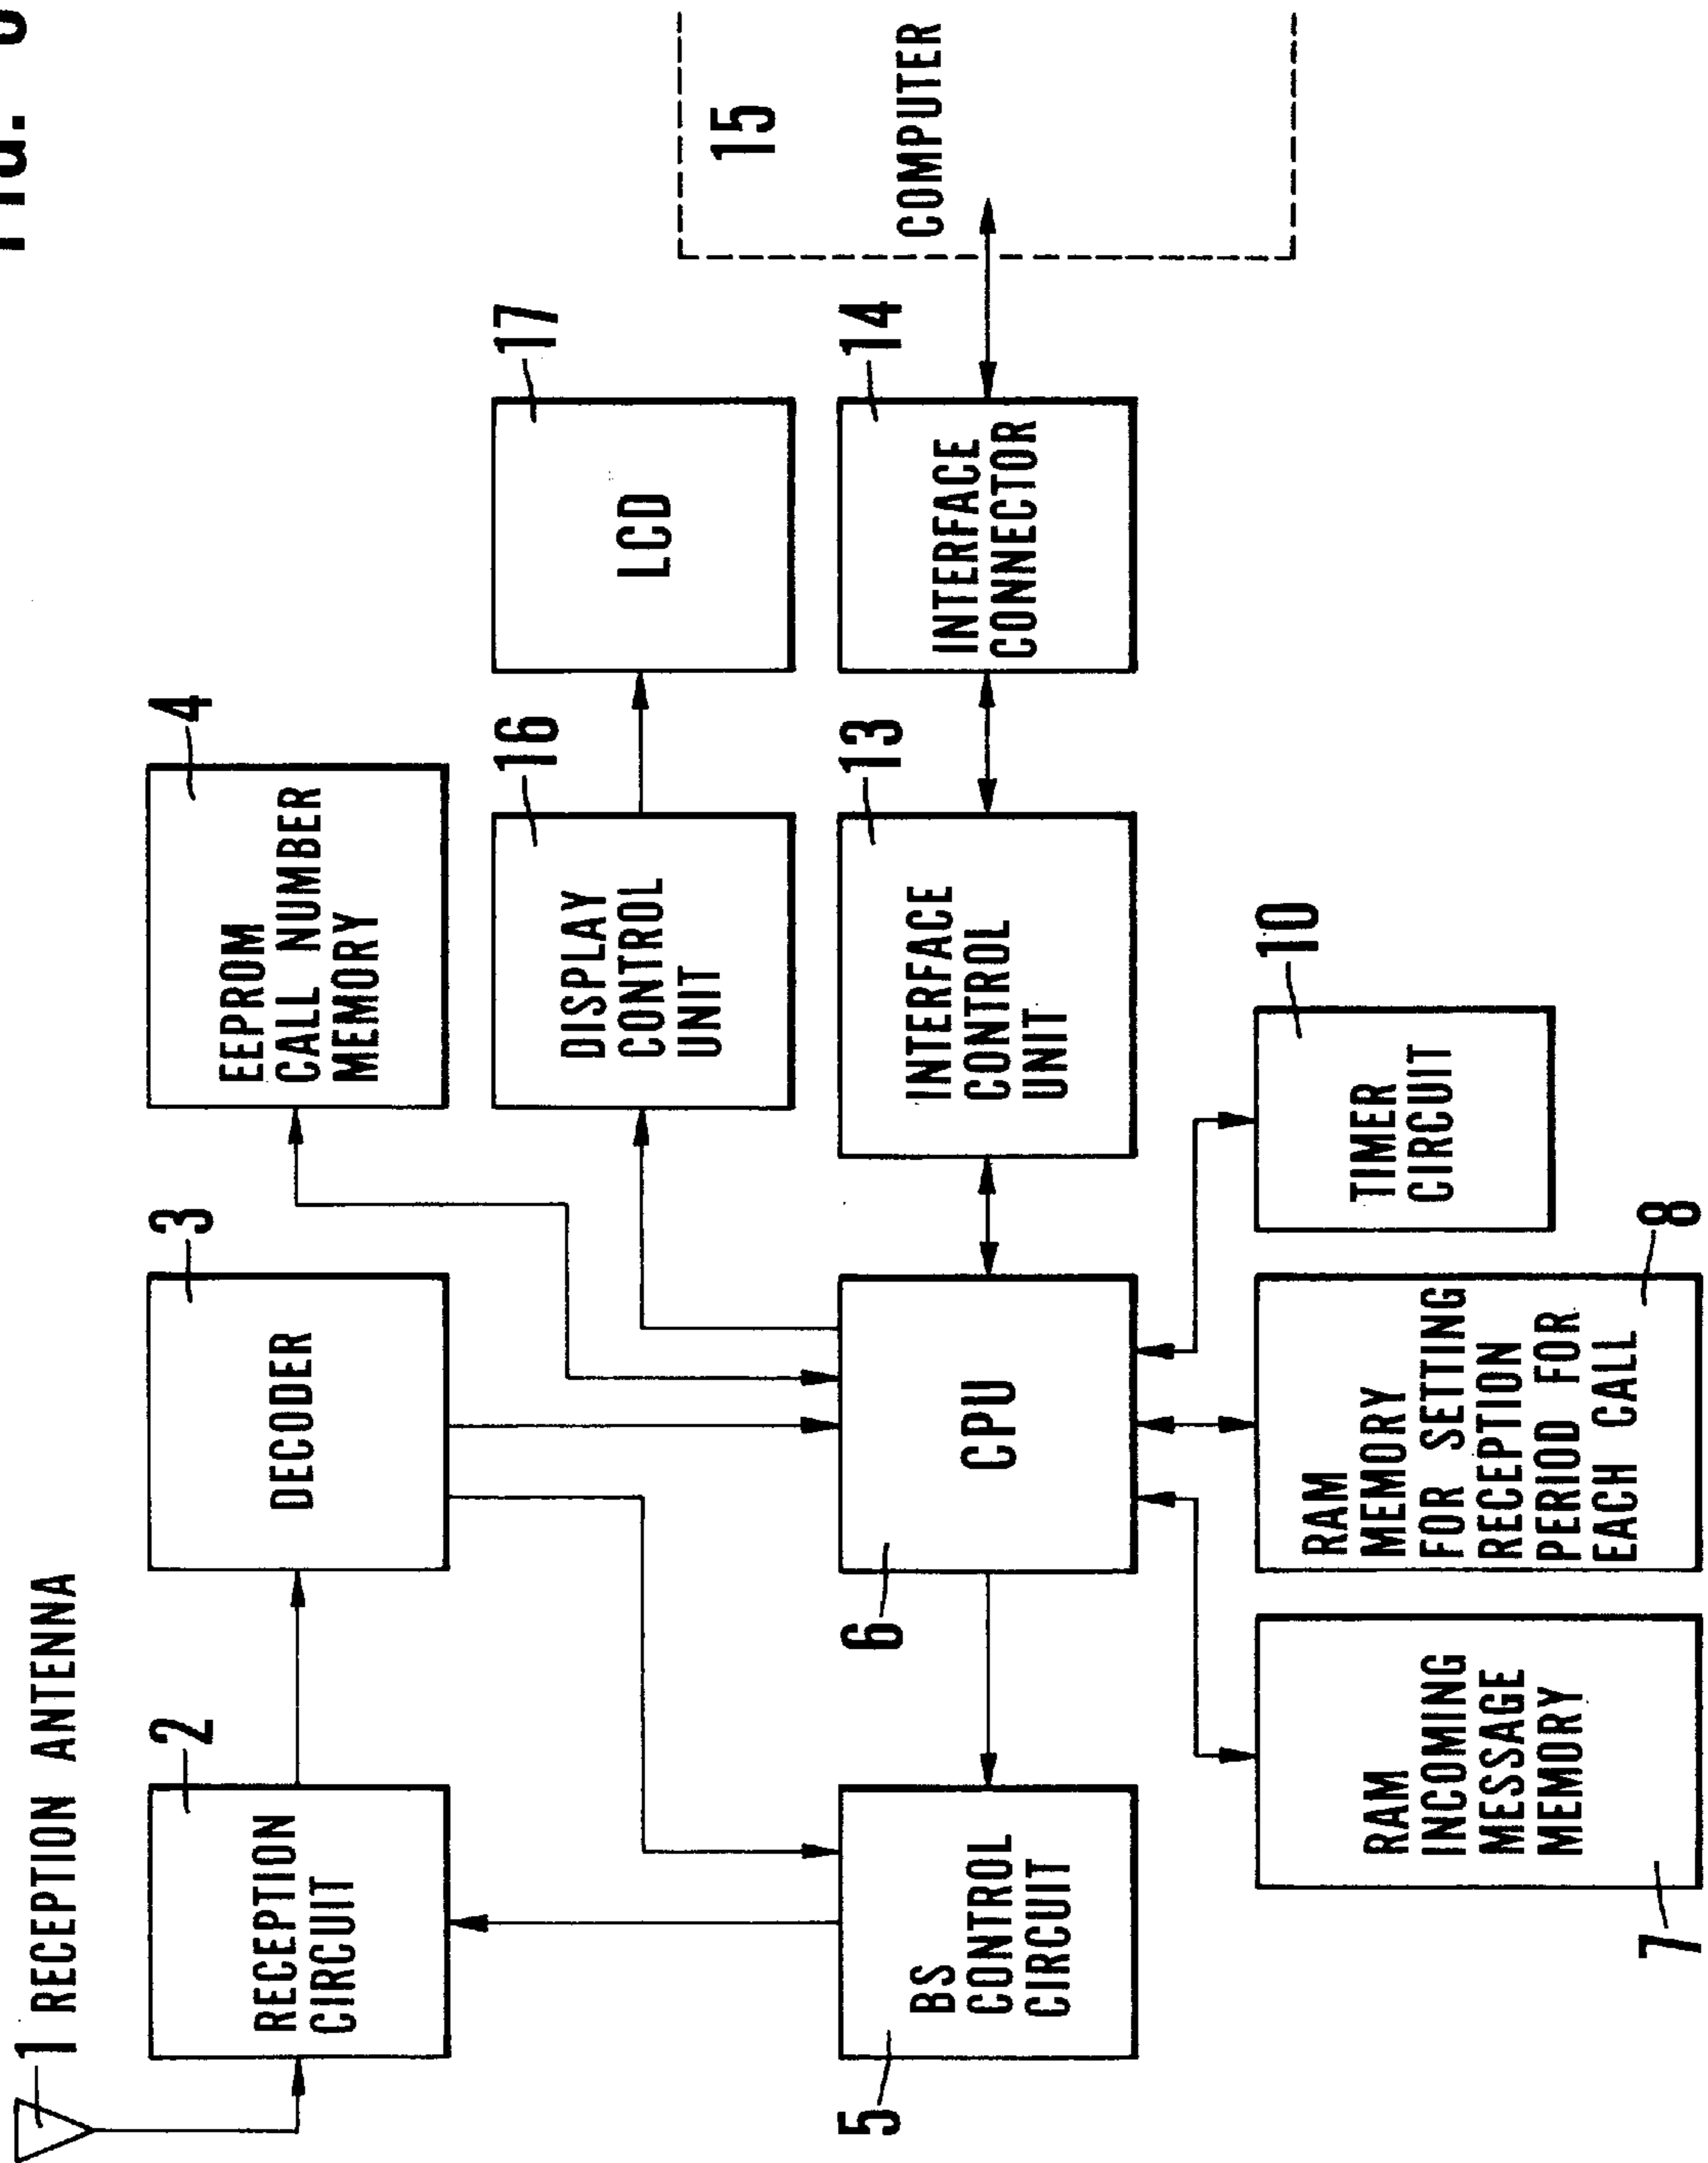 1 RECEPTION ANTENNA
2
RECEPTION
CIRCUIT
3
DECODER
4
EEPROM
CALL NUMBER
MEMORY
16
DISPLAY
CONTROL
UNIT
17
LCD
5
BS
CONTROL
CIRCUIT
6
CPU
13
INTERFACE
CONTROL
UNIT
14
INTERFACE
CONNECTOR
15
COMPUTER
7
RAM
INCOMING
MESSAGE
MEMORY
8
RAM
MEMORY
FOR SETTING
RECEPTION
PERIOD FOR
EACH CALL
10
TIMER
CIRCUIT